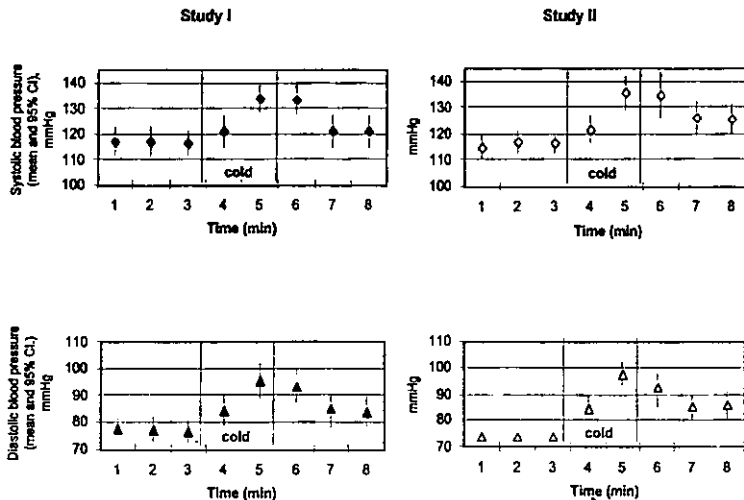 Study I
Study II
Systolic blood pressure
(mean and 95% CI),
mmHg
140
130
120
110
100
cold
1 2 3 4 5 6 7 8
Time (min)
mmHg
140
130
120
110
100
cold
1 2 3 4 5 6 7 8
Time (min)
Diastolic blood pressure
(mean and 95% CI,)
mmHg
110
100
90
80
70
cold
1 2 3 4 5 6 7 8
Time (min)
mmHg
110
100
90
80
70
cold
1 2 3 4 5 6 7 8
Time (min)